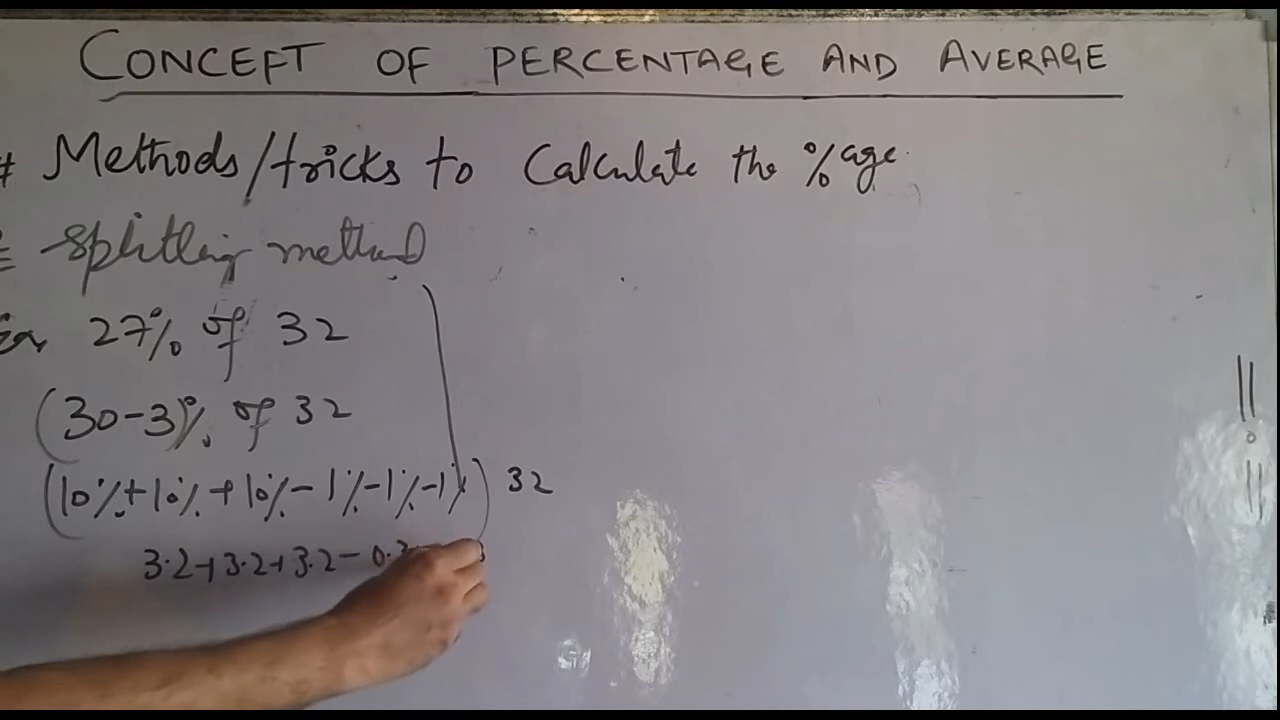 CONCEPT OF PERCENTAGE AND AVERAGE
# Methods/tricks to Calculate the %age
Splitting method
27% of 32
(30-3)% of 32
(10%+10%+10%-1%-1%-1%) 32
3.2+3.2+3.2-0.3